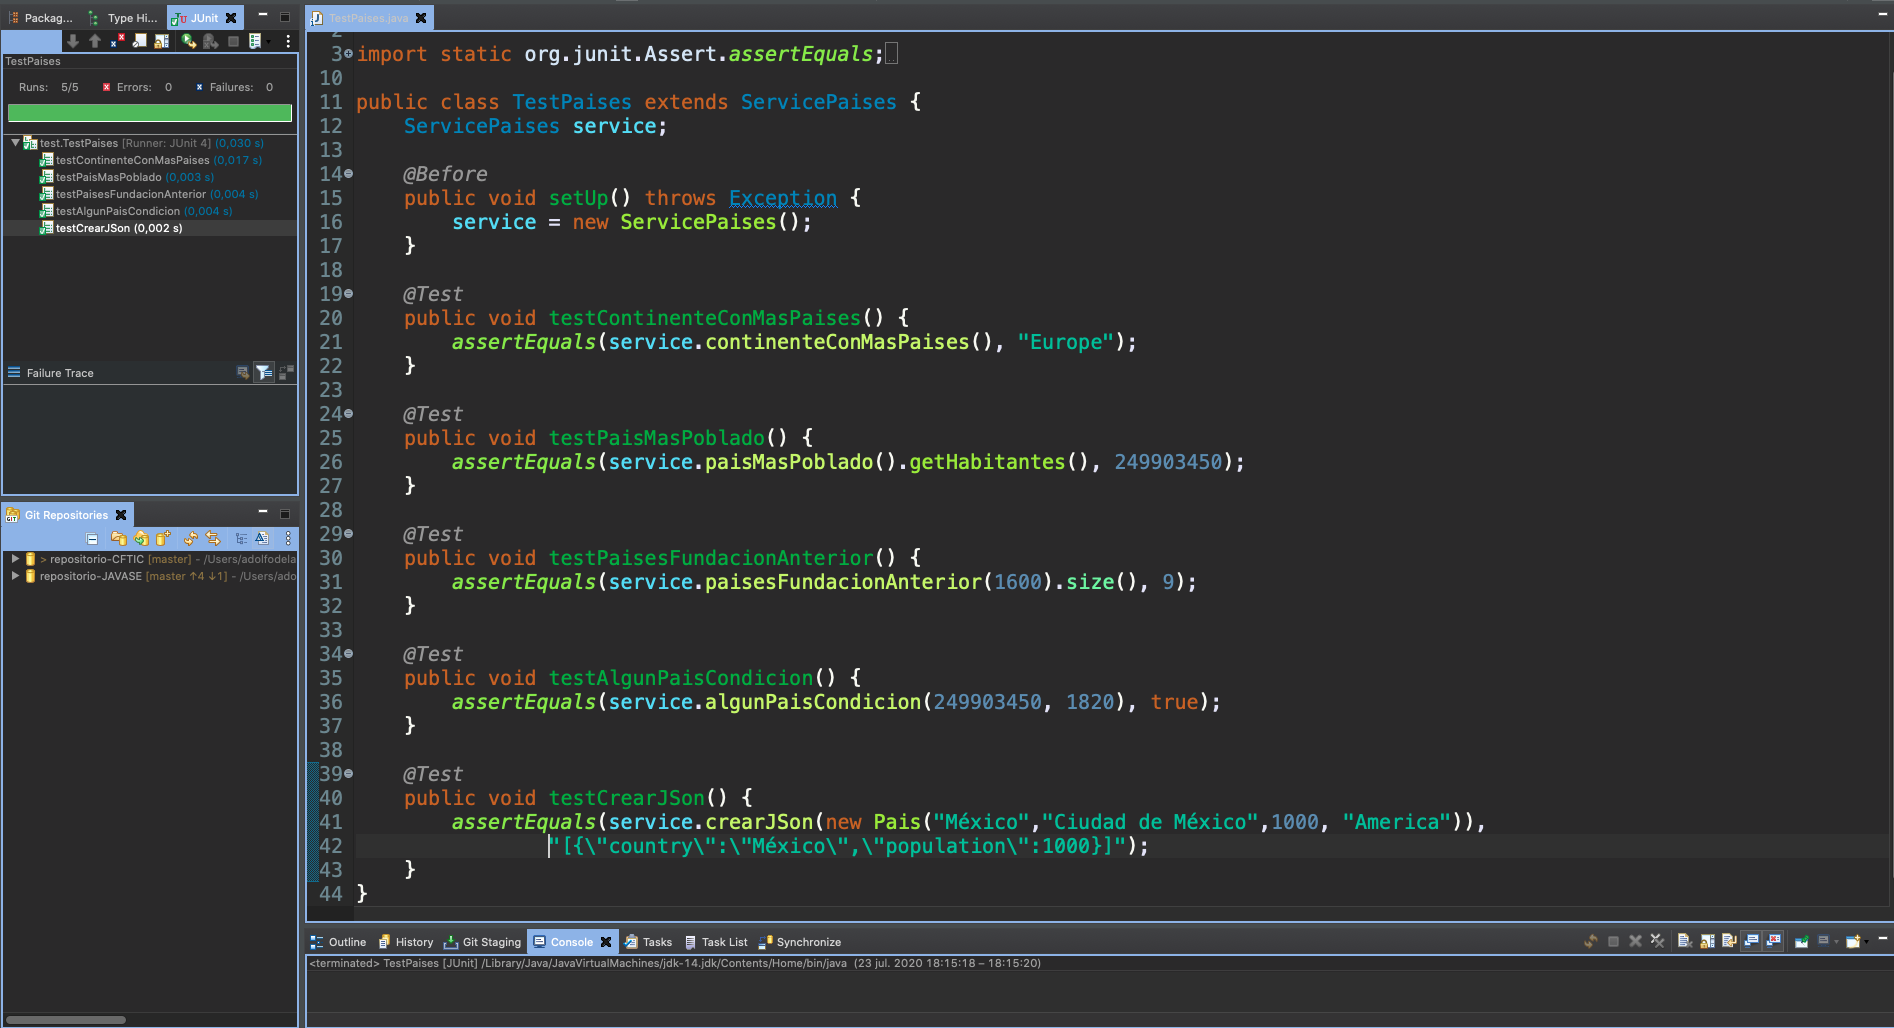 Packag...
Type Hi...
JUnit
TestPaises
Runs: 5/5 Errors: 0 Failures: 0
test.TestPaises [Runner: JUnit 4] (0,030 s)
testContinenteConMasPaises (0,017 s)
testPaisMasPoblado (0,003 s)
testPaisesFundacionAnterior (0,004 s)
testAlgunPaisCondicion (0,004 s)
testCrearJSon (0,002 s)
Failure Trace
Git Repositories
> repositorio-CFTIC [master] - /Users/adolfodela
repositorio-JAVASE [master ↑4 ↓1] - /Users/ado
TestPaises.java
2
3 import static org.junit.Assert.assertEquals;
10
11 public class TestPaises extends ServicePaises {
12 ServicePaises service;
13
14 @Before
15 public void setUp() throws Exception {
16 service = new ServicePaises();
17 }
18
19 @Test
20 public void testContinenteConMasPaises() {
21 assertEquals(service.continenteConMasPaises(), "Europe");
22 }
23
24 @Test
25 public void testPaisMasPoblado() {
26 assertEquals(service.paisMasPoblado().getHabitantes(), 249903450);
27 }
28
29 @Test
30 public void testPaisesFundacionAnterior() {
31 assertEquals(service.paisesFundacionAnterior(1600).size(), 9);
32 }
33
34 @Test
35 public void testAlgunPaisCondicion() {
36 assertEquals(service.algunPaisCondicion(249903450, 1820), true);
37 }
38
39 @Test
40 public void testCrearJSon() {
41 assertEquals(service.crearJSon(new Pais("México","Ciudad de México",1000, "America")),
42 "[{\"country\":\"México\",\"population\":1000}]");
43 }
44 }
Outline
History
Git Staging
Console
Tasks
Task List
Synchronize
<terminated> TestPaises [JUnit] /Library/Java/JavaVirtualMachines/jdk-14.jdk/Contents/Home/bin/java (23 jul. 2020 18:15:18 – 18:15:20)